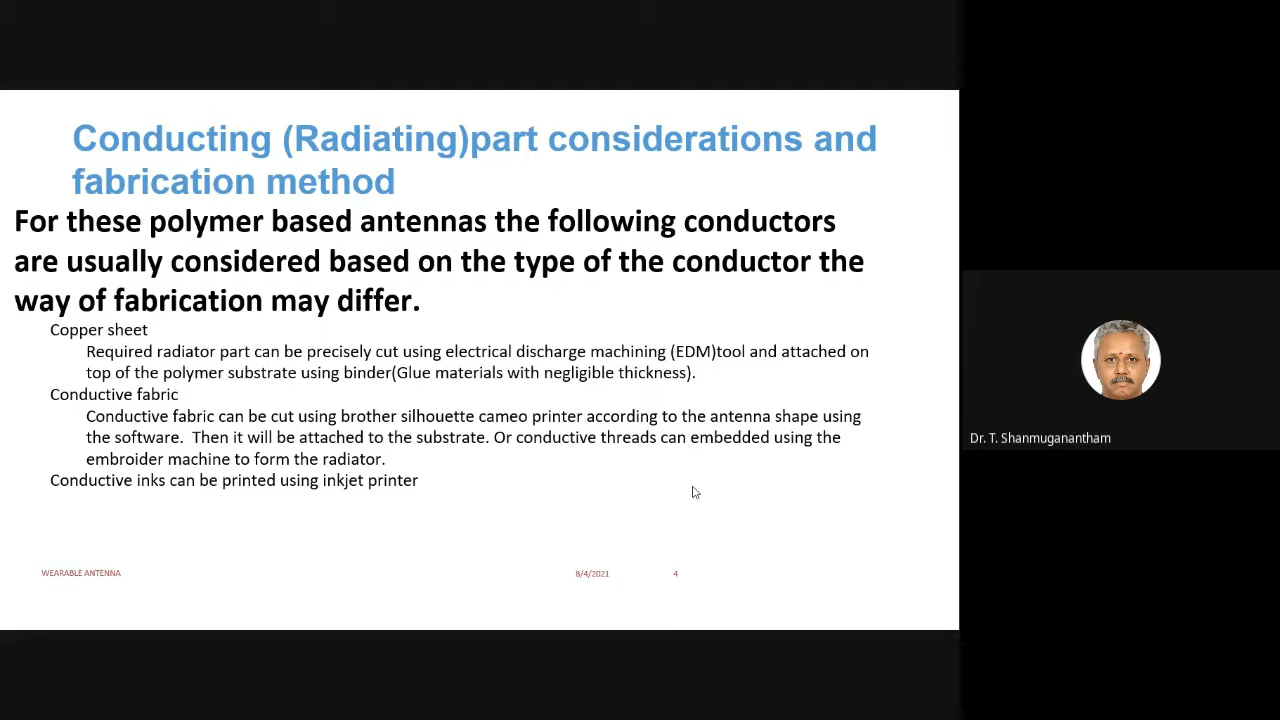 Conducting (Radiating)part considerations and
fabrication method
For these polymer based antennas the following conductors
are usually considered based on the type of the conductor the
way of fabrication may differ.
Copper sheet
Required radiator part can be precisely cut using electrical discharge machining (EDM)tool and attached on
top of the polymer substrate using binder(Glue materials with negligible thickness).
Conductive fabric
Conductive fabric can be cut using brother silhouette cameo printer according to the antenna shape using
the software.  Then it will be attached to the substrate. Or conductive threads can embedded using the
embroider machine to form the radiator.
Conductive inks can be printed using inkjet printer
WEARABLE ANTENNA
8/4/2021
4
Dr. T. Shanmuganantham